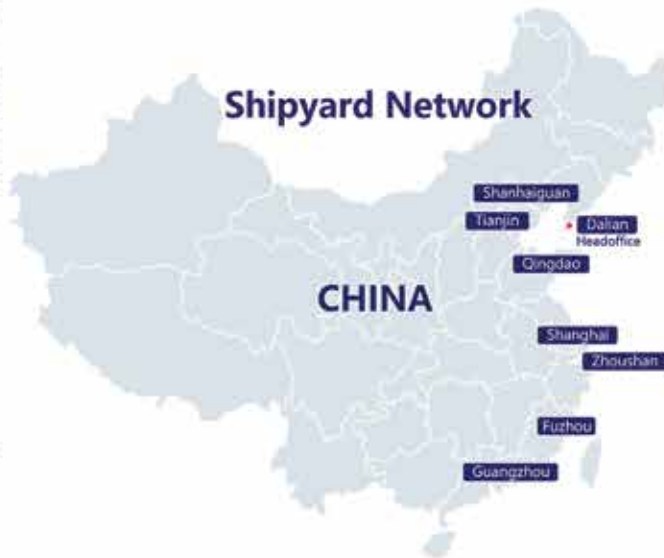 Shipyard Network
Shanhaiguan
Tianjin
Dalian
Headoffice
Qingdao
CHINA
Shanghai
Zhoushan
Fuzhou
Guangzhou